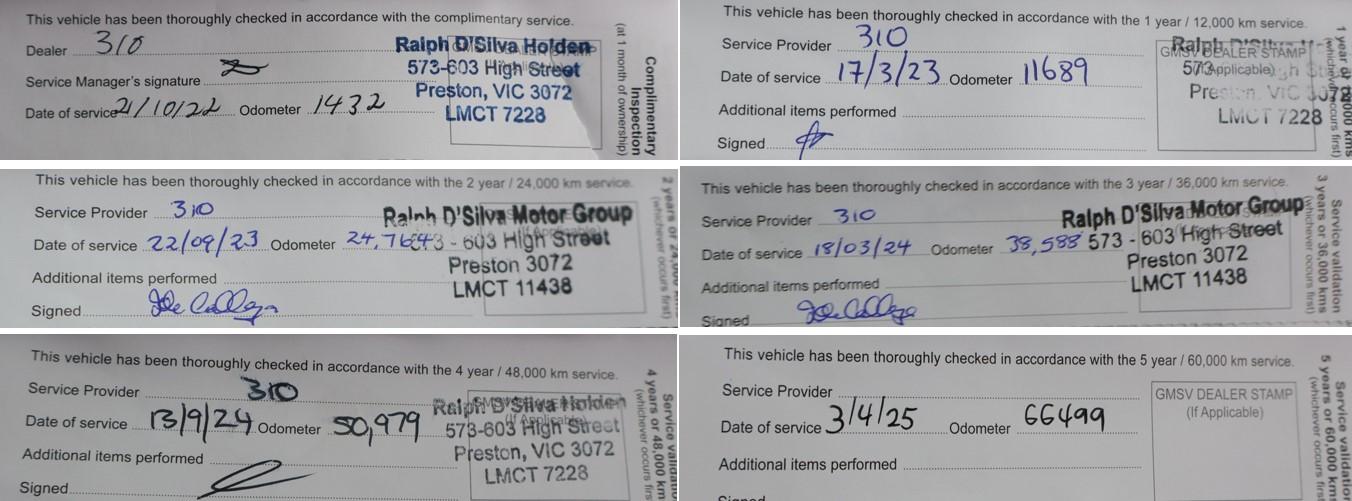 This vehicle has been thoroughly checked in accordance with the complimentary service.
Dealer 310
Service Manager's signature
Date of service 21/10/22 Odometer 1432
Ralph D'Silva Holden
573-603 High Street
Preston, VIC 3072
LMCT 7228
Complimentary
Inspection
(at 1 month of ownership)
This vehicle has been thoroughly checked in accordance with the 1 year / 12,000 km service.
Service Provider 310
Date of service 17/3/23 Odometer 11689
Additional items performed
Signed
GMSV DEALER STAMP
(If Applicable)
Ralph D'Silva
573
Preston, VIC 3072
LMCT 7228
This vehicle has been thoroughly checked in accordance with the 2 year / 24,000 km service.
Service Provider 310
Date of service 22/09/23 Odometer
Additional items performed
Signed
Ralph D'Silva Motor Group
603 High Street
Preston 3072
LMCT 11438
(whichever occurs first)
This vehicle has been thoroughly checked in accordance with the 3 year / 36,000 km service.
Service Provider 310
Date of service 18/03/24 Odometer 38,588
Additional items performed
Signed
Ralph D'Silva Motor Group
573 - 603 High Street
Preston 3072
LMCT 11438
Service validation
3 years or 36,000 kms
(whichever occurs first)
This vehicle has been thoroughly checked in accordance with the 4 year / 48,000 km service.
Service Provider 310
Date of service 13/9/24 Odometer 50,979
Additional items performed
Signed
Ralph D'Silva Holden
573-603 High Street
Preston, VIC 3072
LMCT 7228
4 years or 48,000 km
This vehicle has been thoroughly checked in accordance with the 5 year / 60,000 km service.
Service Provider
Date of service 3/4/25 Odometer 66499
Additional items performed
Signed
GMSV DEALER STAMP
(If Applicable)
5 years or 60,000 kms
(whichever occurs first)